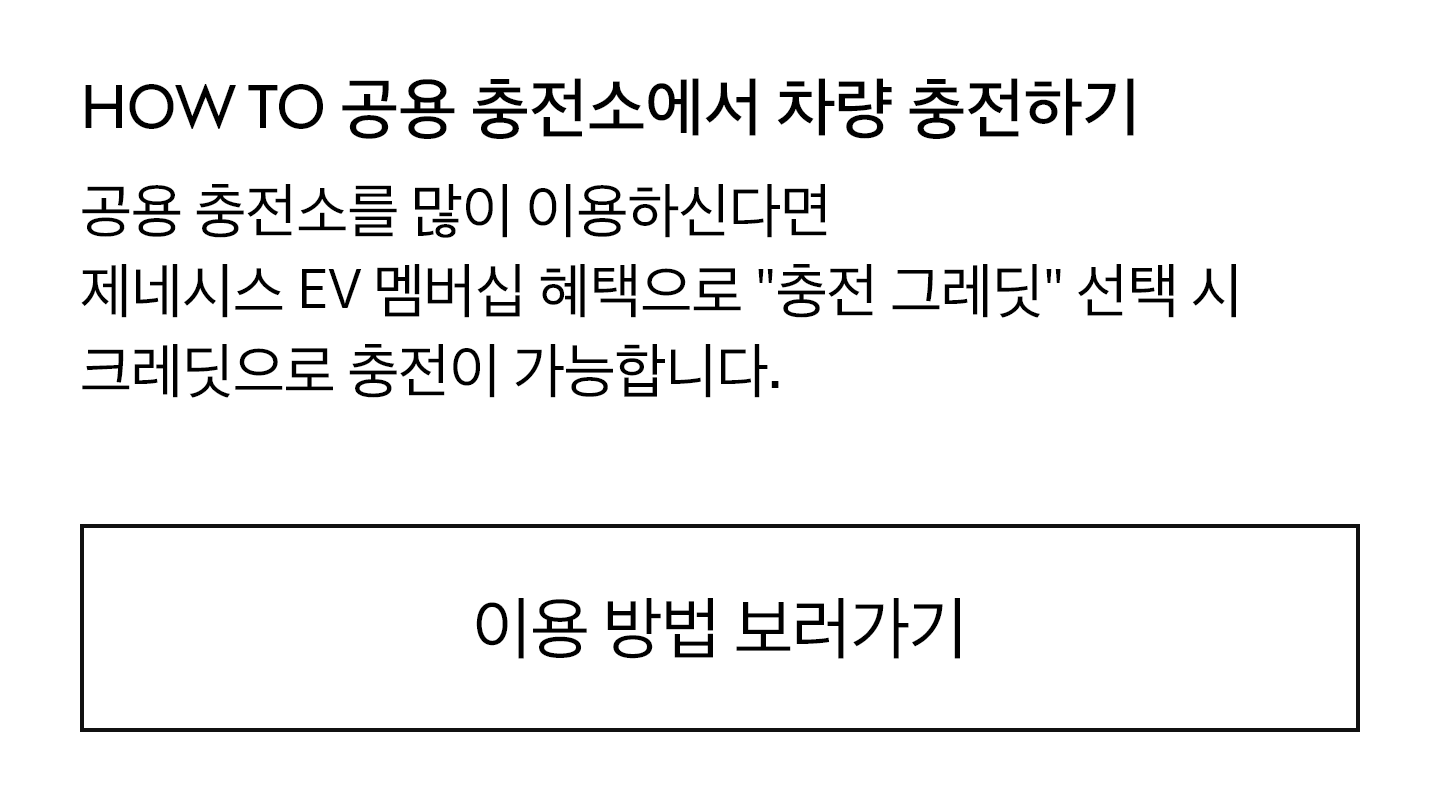 HOW TO 공용 충전소에서 차량 충전하기
공용 충전소를 많이 이용하신다면
제네시스 EV 멤버십 혜택으로 "충전 그레딧" 선택 시
크레딧으로 충전이 가능합니다.
이용 방법 보러가기